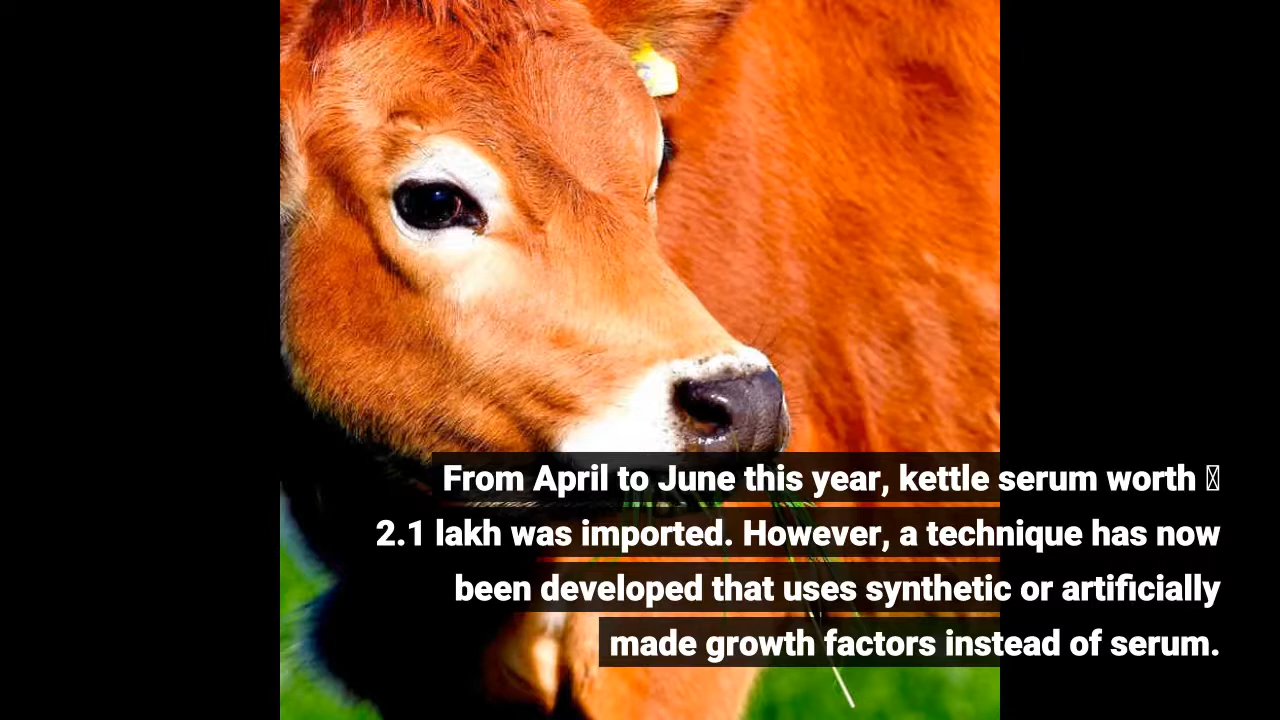 From April to June this year, kettle serum worth
2.1 lakh was imported. However, a technique has now
been developed that uses synthetic or artificially
made growth factors instead of serum.